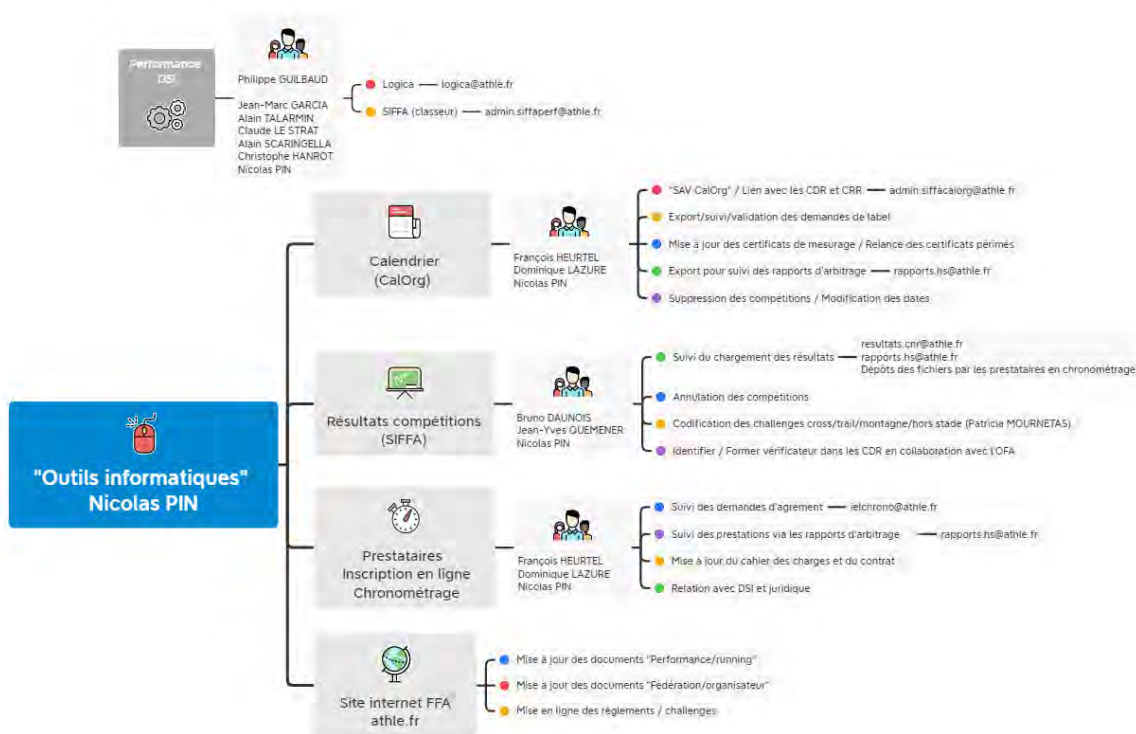 Performance
DSI
Philippe GUILBAUD
Jean-Marc GARCIA
Alain TALARMIN
Claude LE STRAT
Alain SCARINGELLA
Christophe HANROT
Nicolas PIN
Logica
logica@athle.fr
SIFFA (classeur)
admin.siffaperf@athle.fr
Calendrier
(CalOrg)
François HEURTEL
Dominique LAZURE
Nicolas PIN
"SAV CalOrg" / Lien avec les CDR et CRR
admin.siffacalorg@athle.fr
Export/suivi/validation des demandes de label
Mise à jour des certificats de mesurage / Relance des certificats périmés
Export pour suivi des rapports d'arbitrage
rapports.hs@athle.fr
Suppression des compétitions / Modification des dates
Résultats compétitions
(SIFFA)
Bruno DAUNOIS
Jean-Yves QUEMENER
Nicolas PIN
Suivi du chargement des résultats
resultats.cnr@athle.fr
rapports.hs@athle.fr
Dépôts des fichiers par les prestataires en chronométrage
Annulation des compétitions
Codification des challenges cross/trail/montagne/hors stade (Patricia MOURNETAS)
Identifier / Former vérificateur dans les CDR en collaboration avec l'OFA
"Outils informatiques"
Nicolas PIN
Prestataires
Inscription en ligne
Chronométrage
François HEURTEL
Dominique LAZURE
Nicolas PIN
Suivi des demandes d'agrement
ielchrono@athle.fr
Suivi des prestations via les rapports d'arbitrage
rapports.hs@athle.fr
Mise à jour du cahier des charges et du contrat
Relation avec DSI et juridique
Site internet FFA
athle.fr
Mise à jour des documents "Performance/running"
Mise à jour des documents "Fédération/organisateur"
Mise en ligne des règlements / challenges